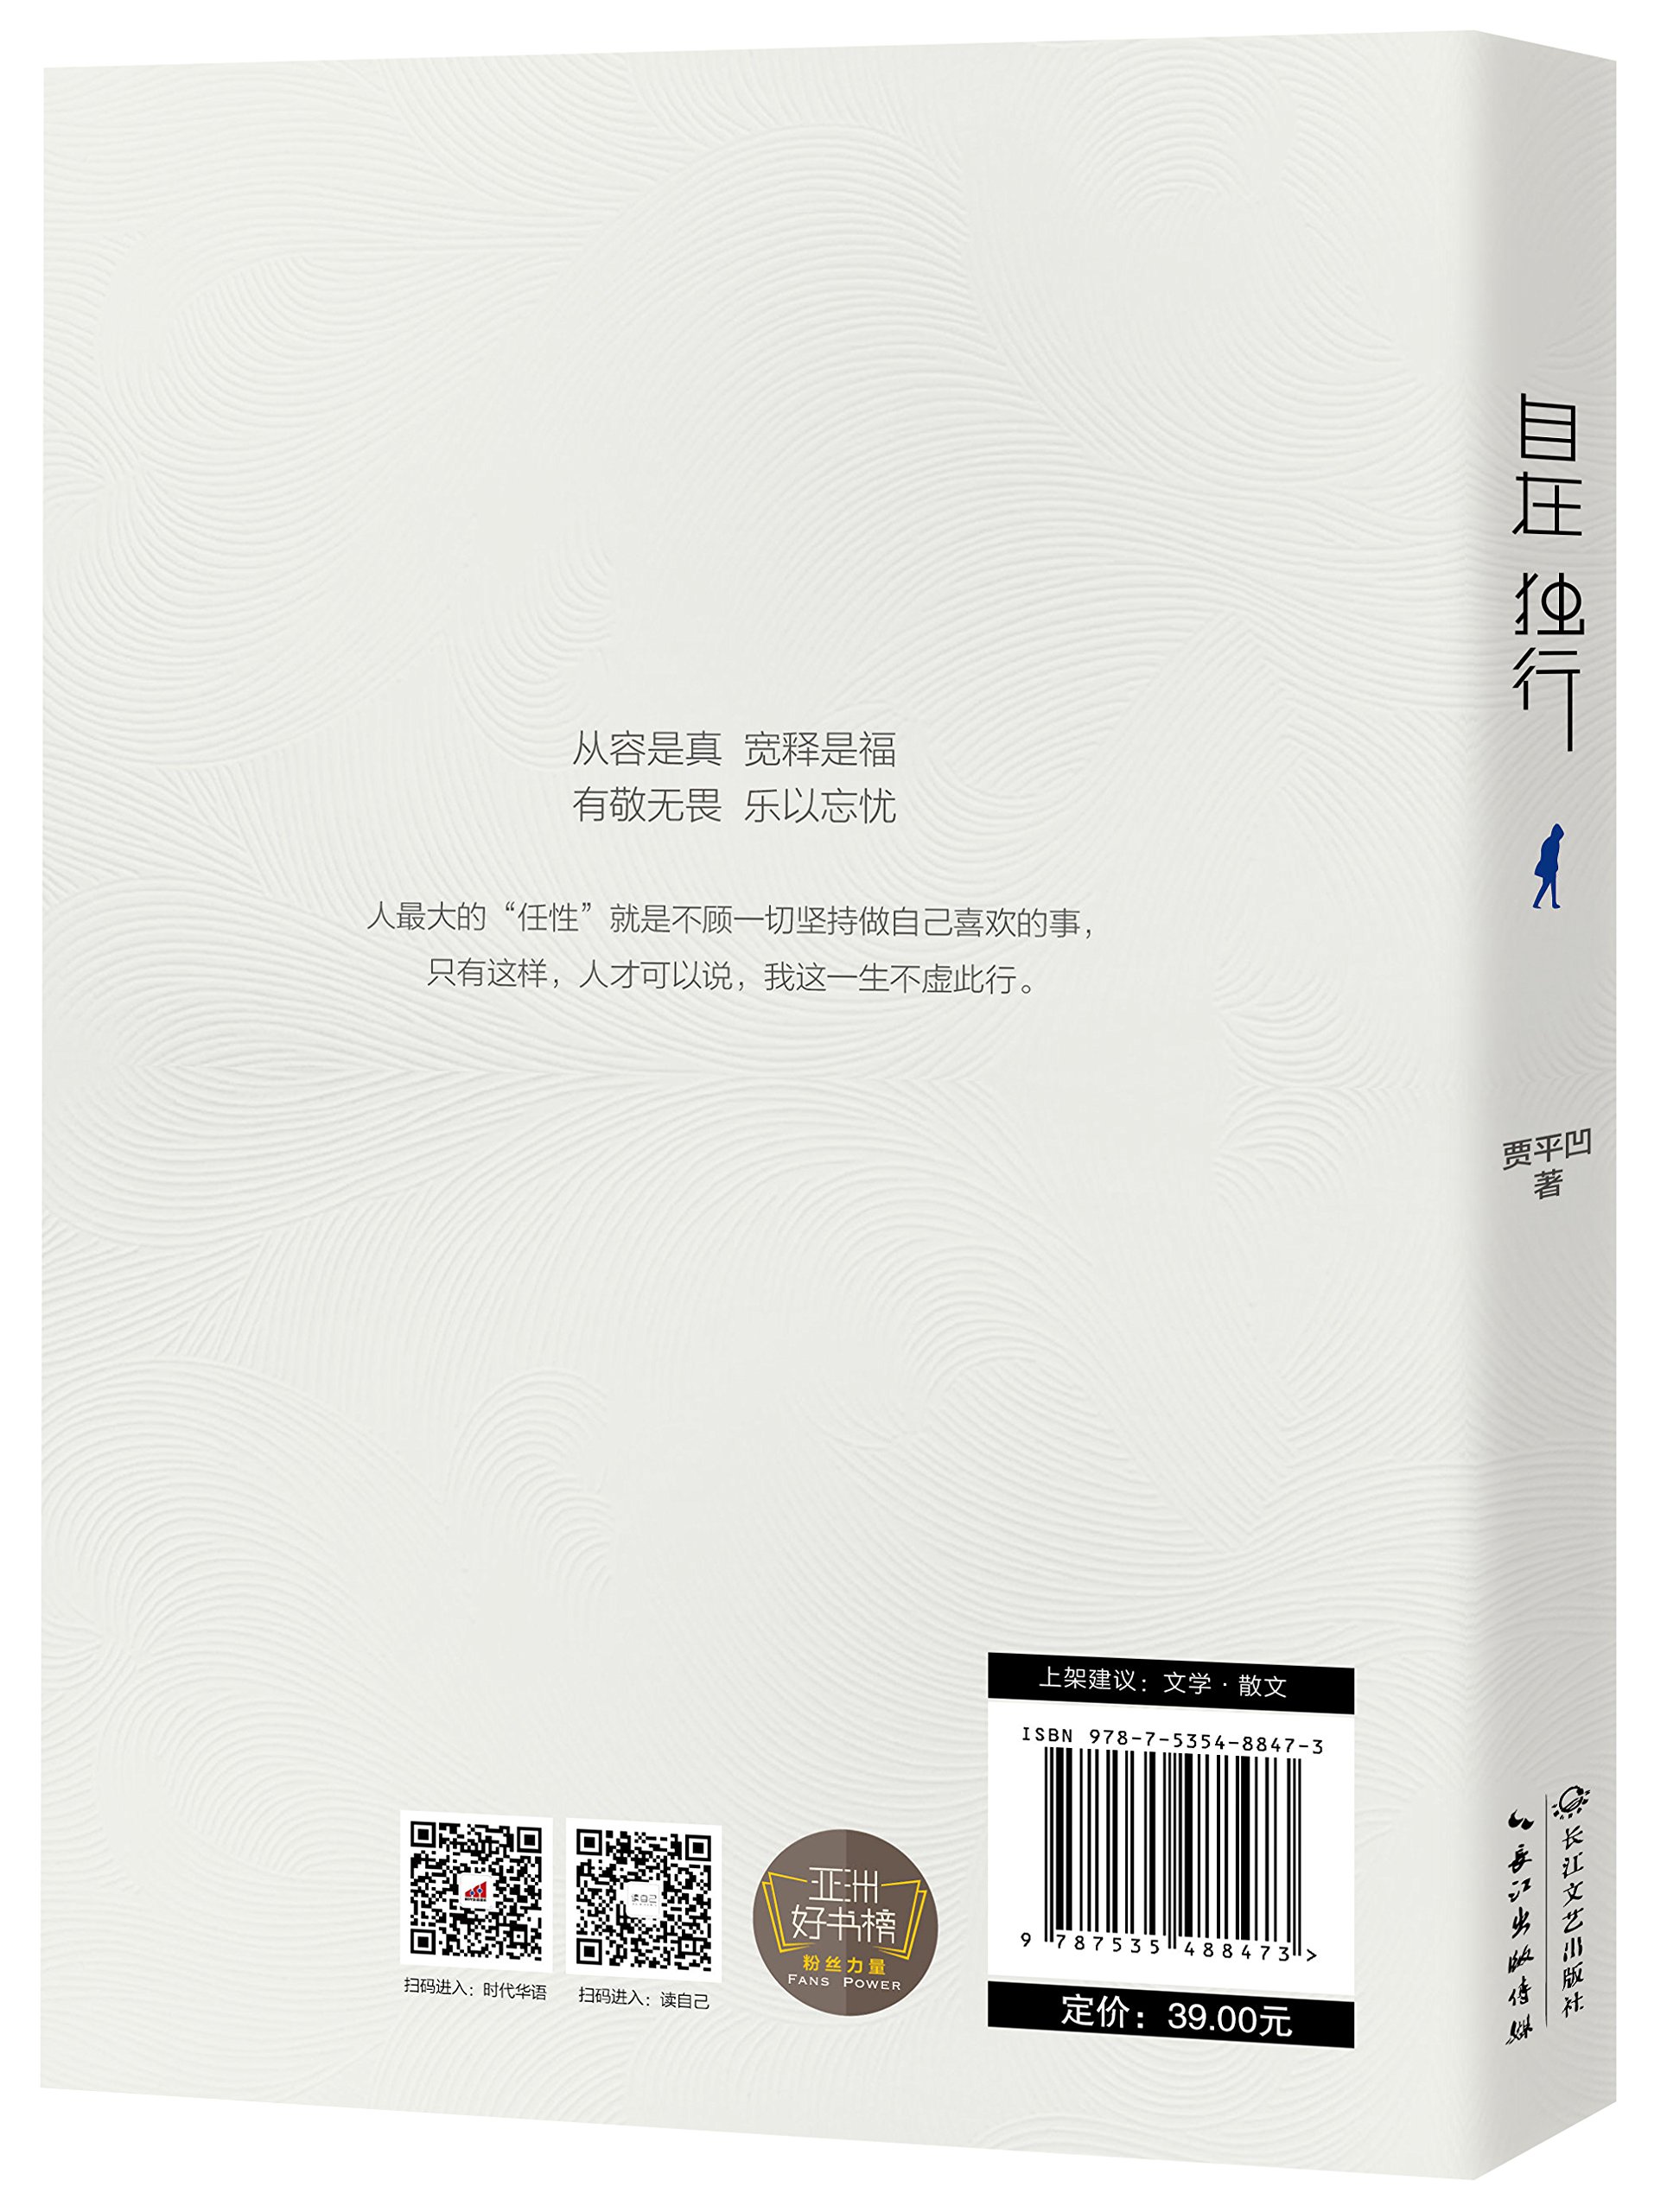 从容是真 宽释是福
有敬无畏 乐以忘忧
人最大的“任性”就是不顾一切坚持做自己喜欢的事，
只有这样，人才可以说，我这一生不虚此行。
扫码进入：时代华语
读自己
扫码进入：读自己
亚洲
好书榜
粉丝力量
FANS POWER
上架建议：文学·散文
ISBN 978-7-5354-8847-3
9 787535 488473 >
定价：39.00元
自在 独行
贾平凹
著
长江出版传媒
长江文艺出版社